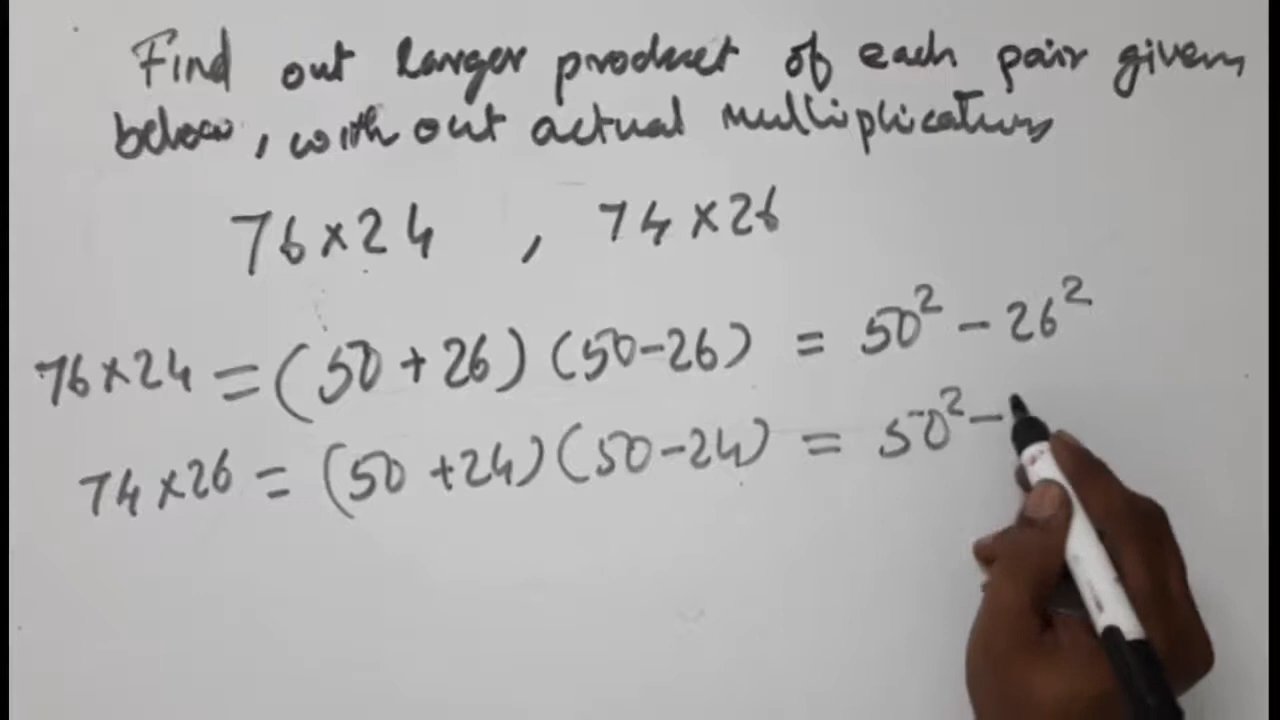 Find out larger product of each pair given
below, with out actual multiplication
76×24 , 74×26
76×24 = (50 + 26) (50-26) = 50² - 26²
74×26 = (50 + 24) (50-24) = 50² -